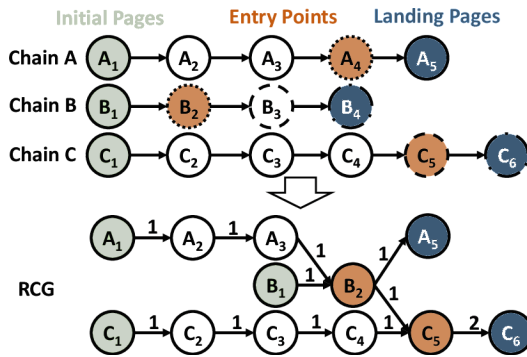 Initial Pages Entry Points Landing Pages
Chain A A1 A2 A3 A4 A5
Chain B B1 B2 B3 B4
Chain C C1 C2 C3 C4 C5 C6
A1 1 A2 1 A3 1 1 A5
RCG B1 1 B2 1
C1 1 C2 1 C3 1 C4 1 C5 2 C6